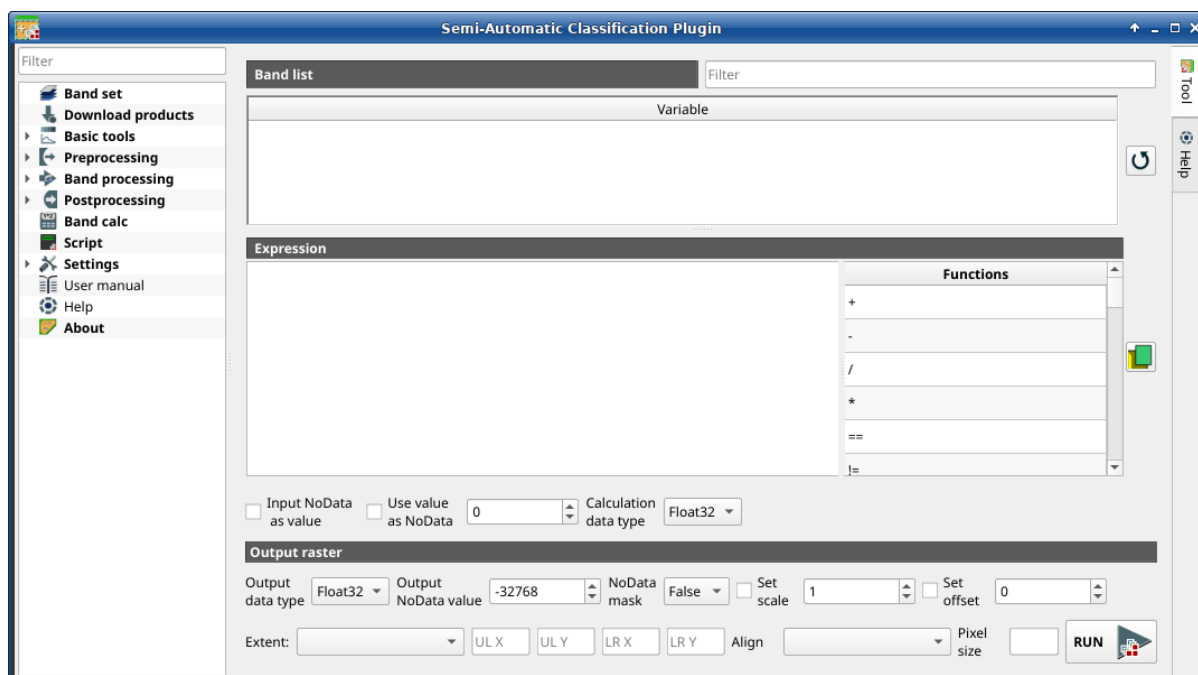 Semi-Automatic Classification Plugin
Filter
Band set
Download products
Basic tools
Preprocessing
Band processing
Postprocessing
Band calc
Script
Settings
User manual
Help
About
Band list
Filter
Variable
Expression
Functions
+
-
/
*
==
!=
Input NoData
as value
Use value
as NoData
0
Calculation
data type
Float32
Output raster
Output
data type
Float32
Output
NoData value
-32768
NoData
mask
False
Set
scale
1
Set
offset
0
Extent:
UL X
UL Y
LR X
LR Y
Align
Pixel
size
RUN
Tool
Help